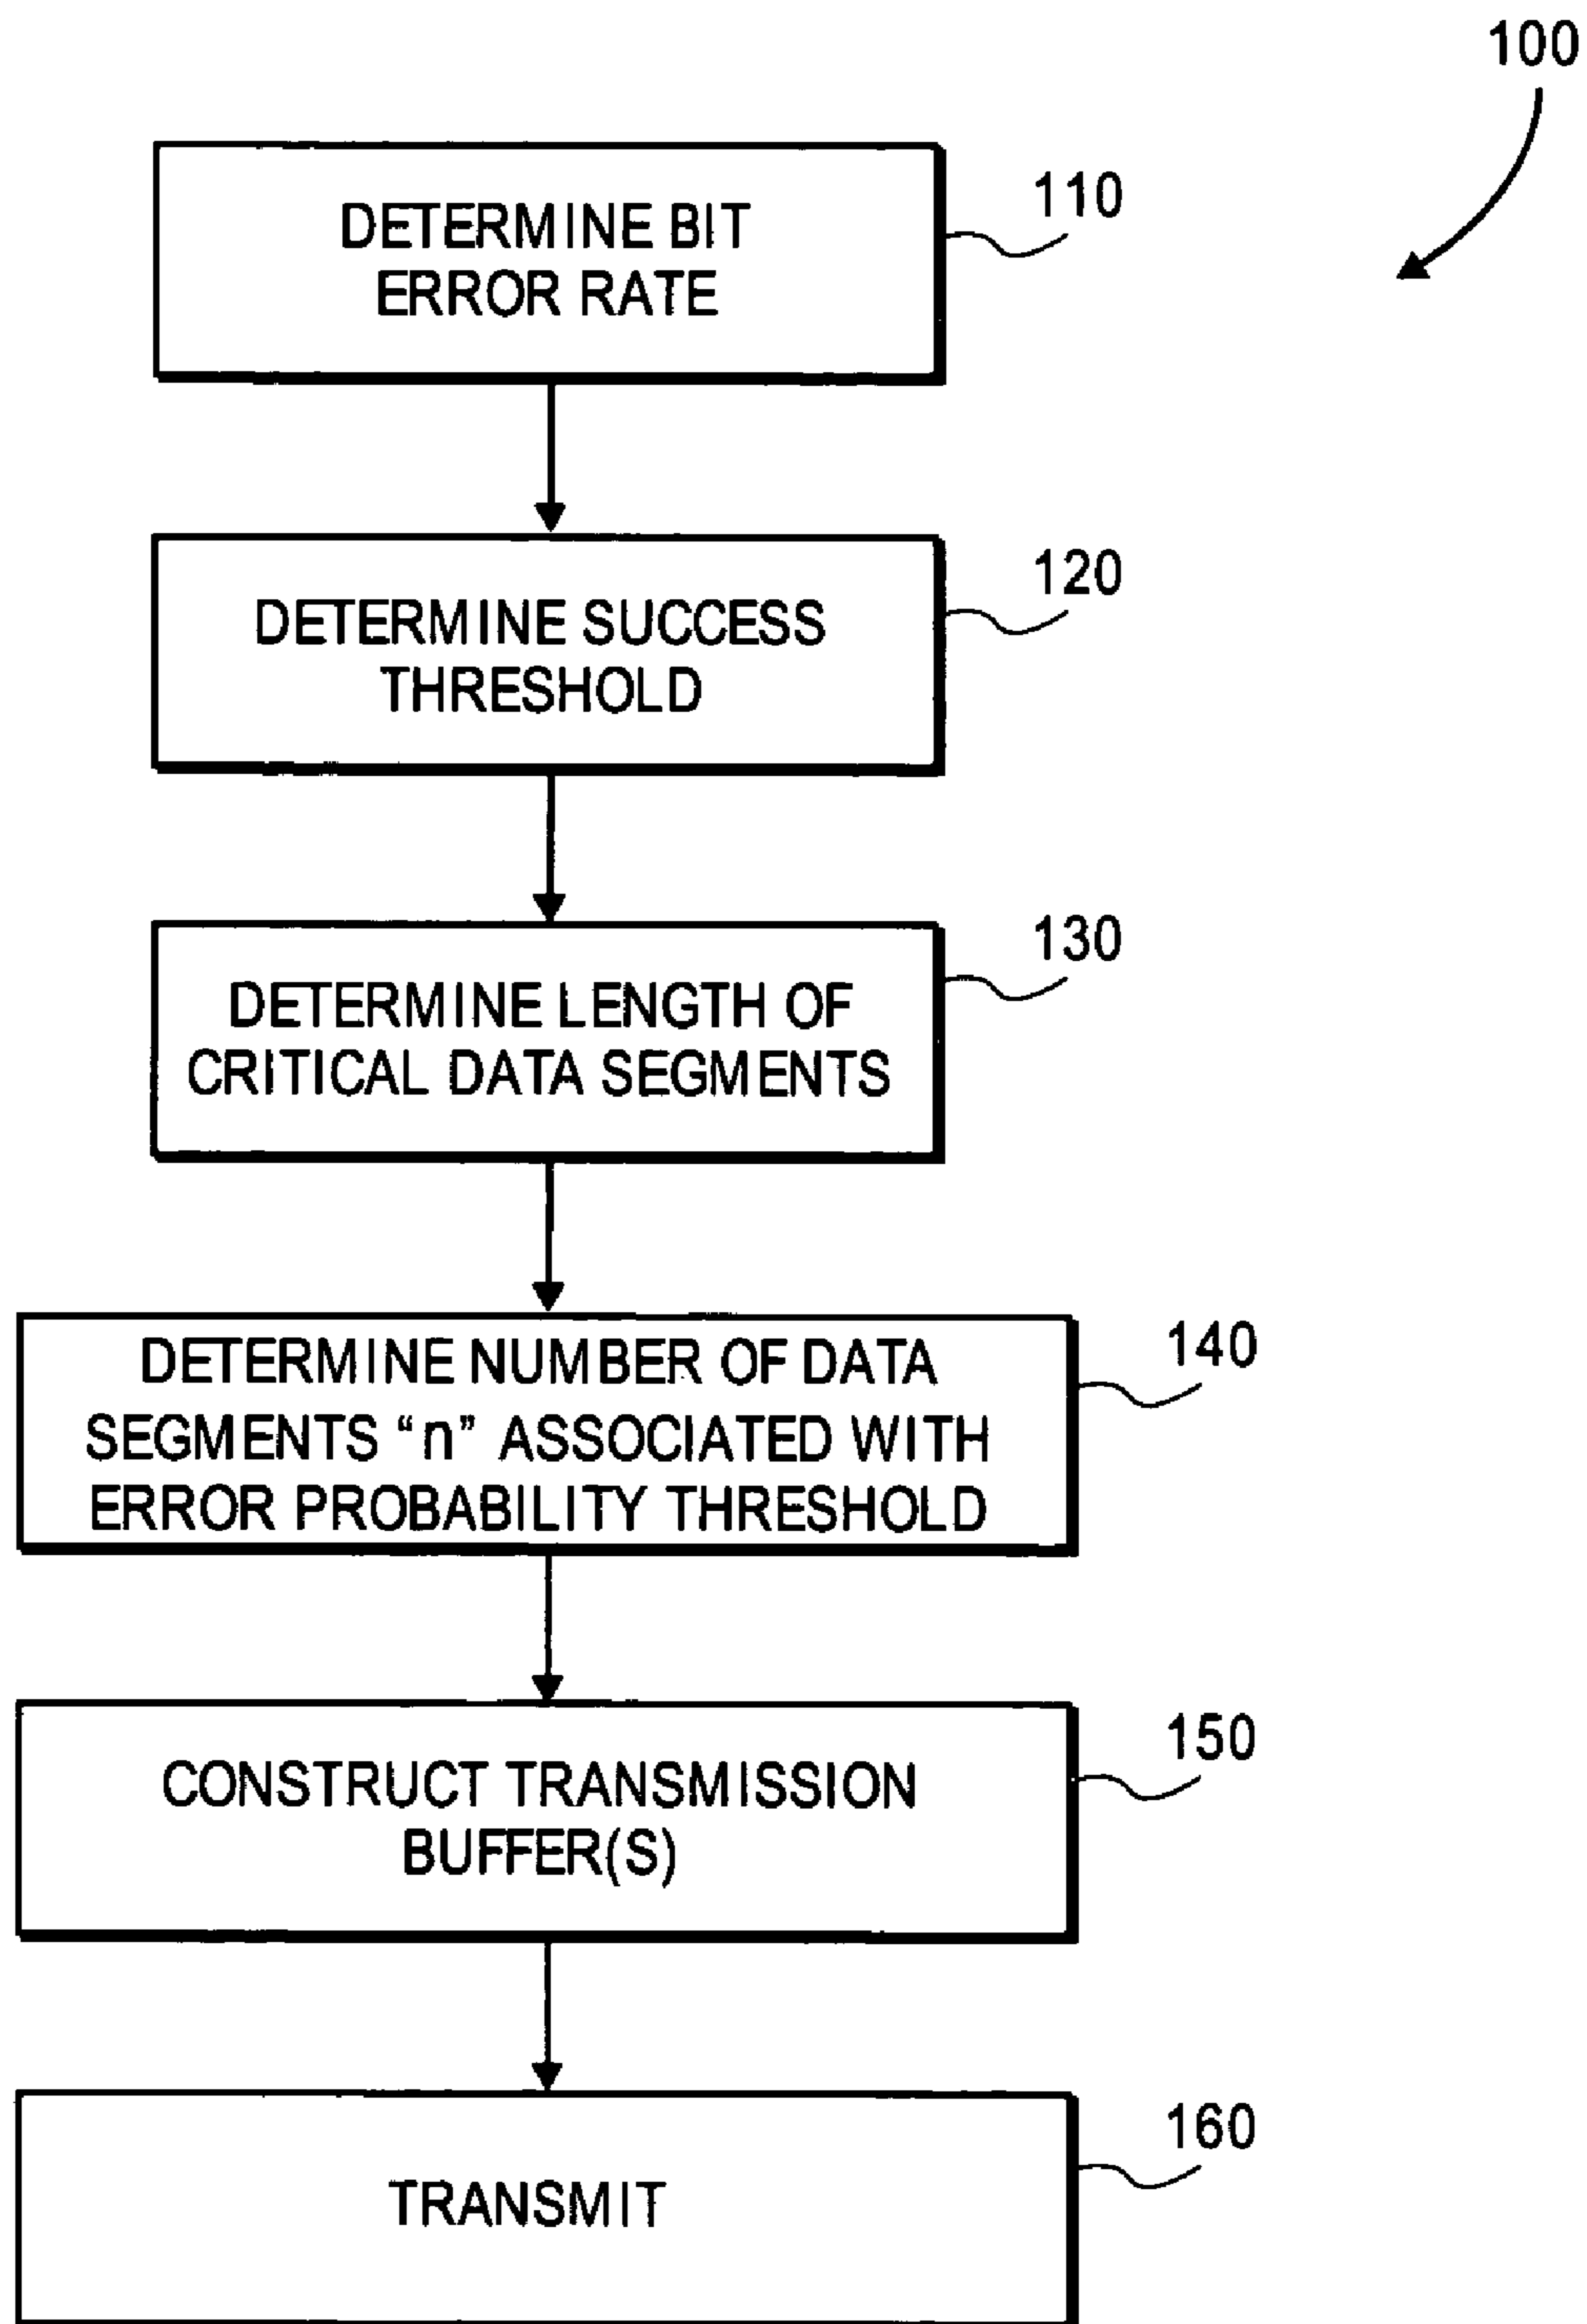 100
110
DETERMINE BIT
ERROR RATE
120
DETERMINE SUCCESS
THRESHOLD
130
DETERMINE LENGTH OF
CRITICAL DATA SEGMENTS
140
DETERMINE NUMBER OF DATA
SEGMENTS “n” ASSOCIATED WITH
ERROR PROBABILITY THRESHOLD
150
CONSTRUCT TRANSMISSION
BUFFER(S)
160
TRANSMIT